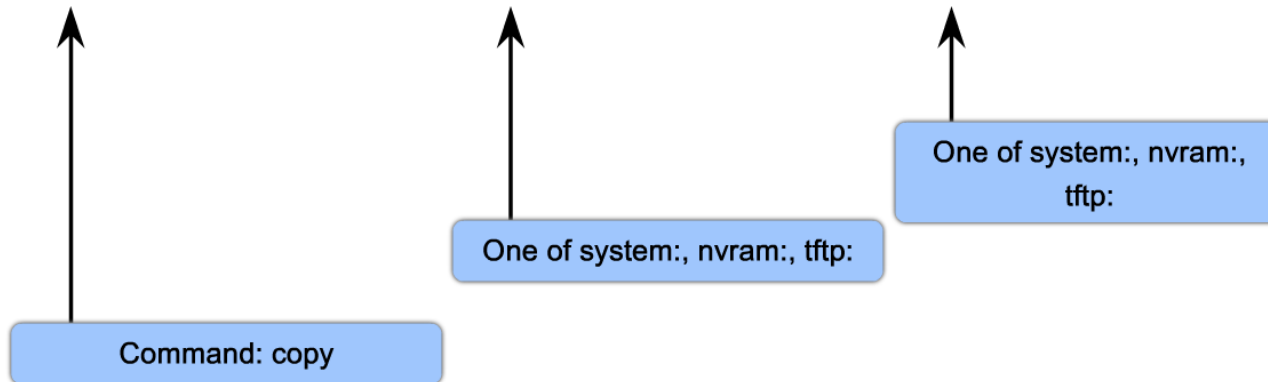 One of system:, nvram:,
tftp:
One of system:, nvram:, tftp:
Command: copy